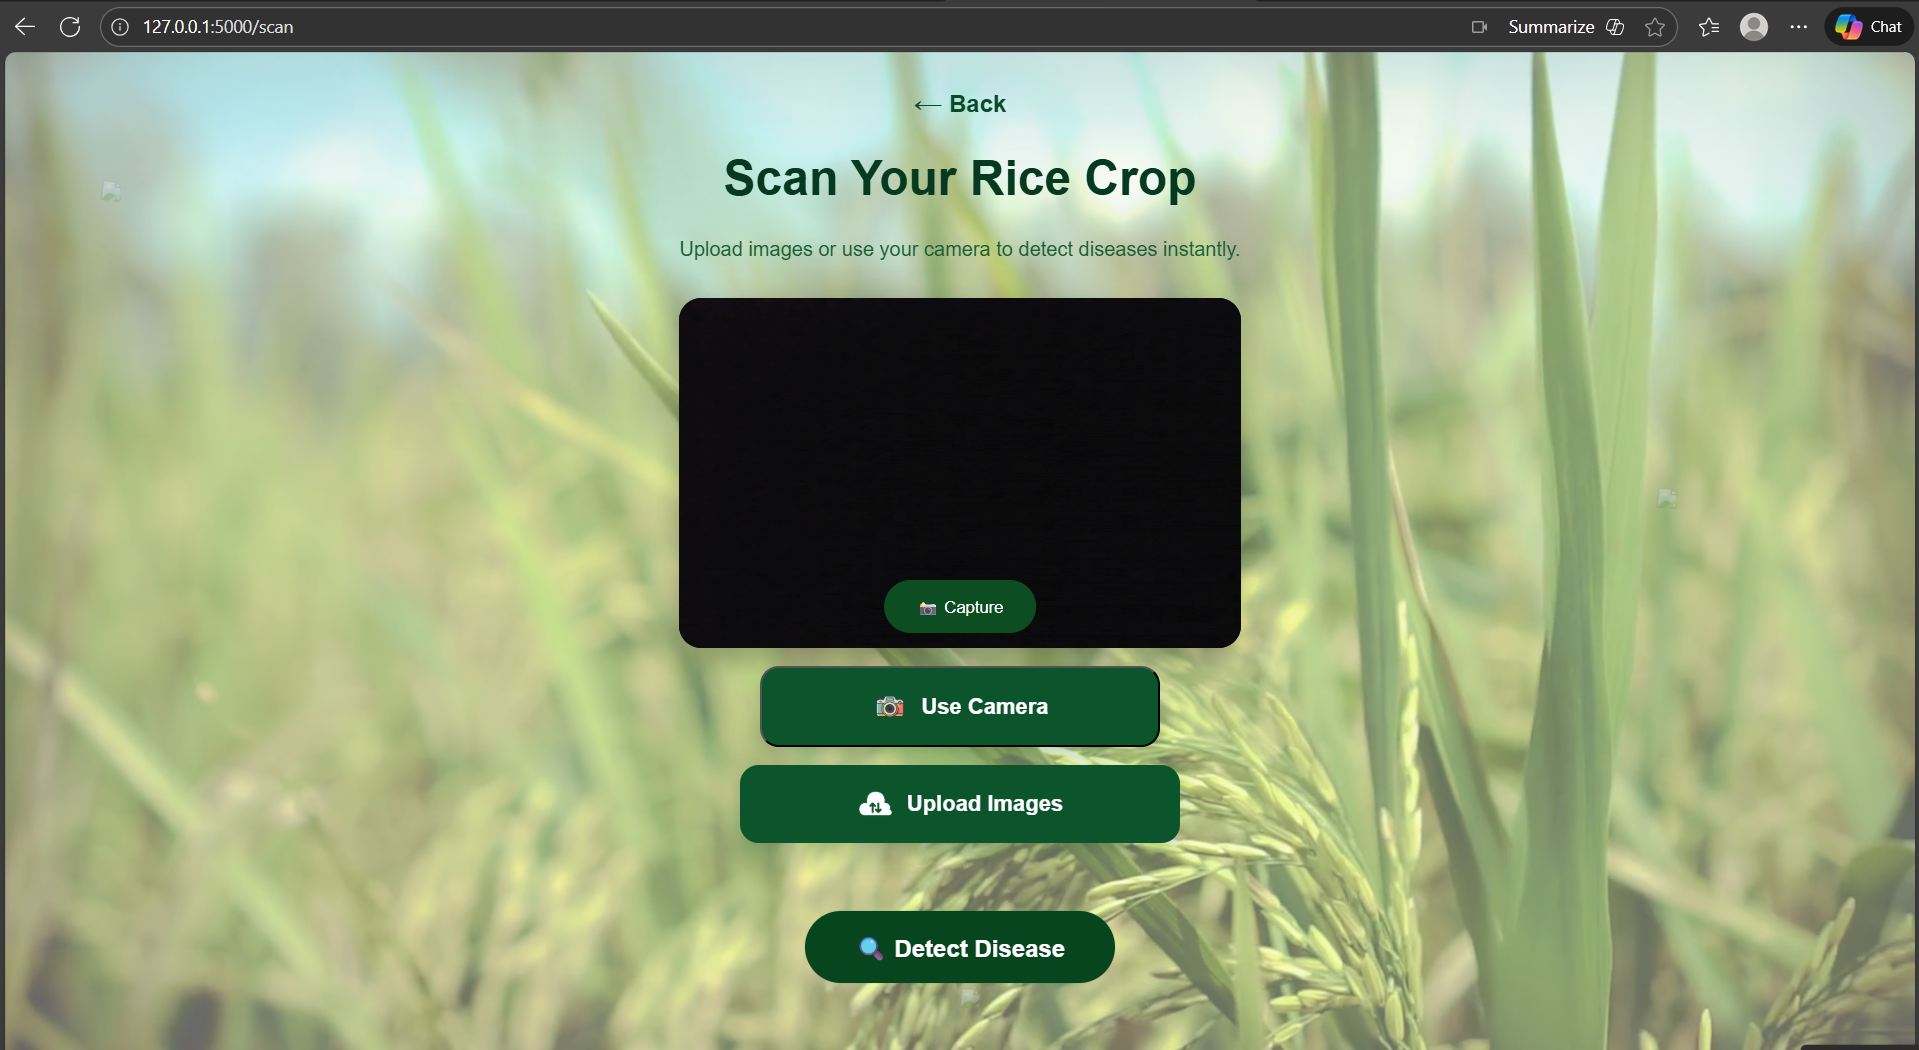 127.0.0.1:5000/scan
Summarize
Chat
← Back
Scan Your Rice Crop
Upload images or use your camera to detect diseases instantly.
Capture
Use Camera
Upload Images
Detect Disease